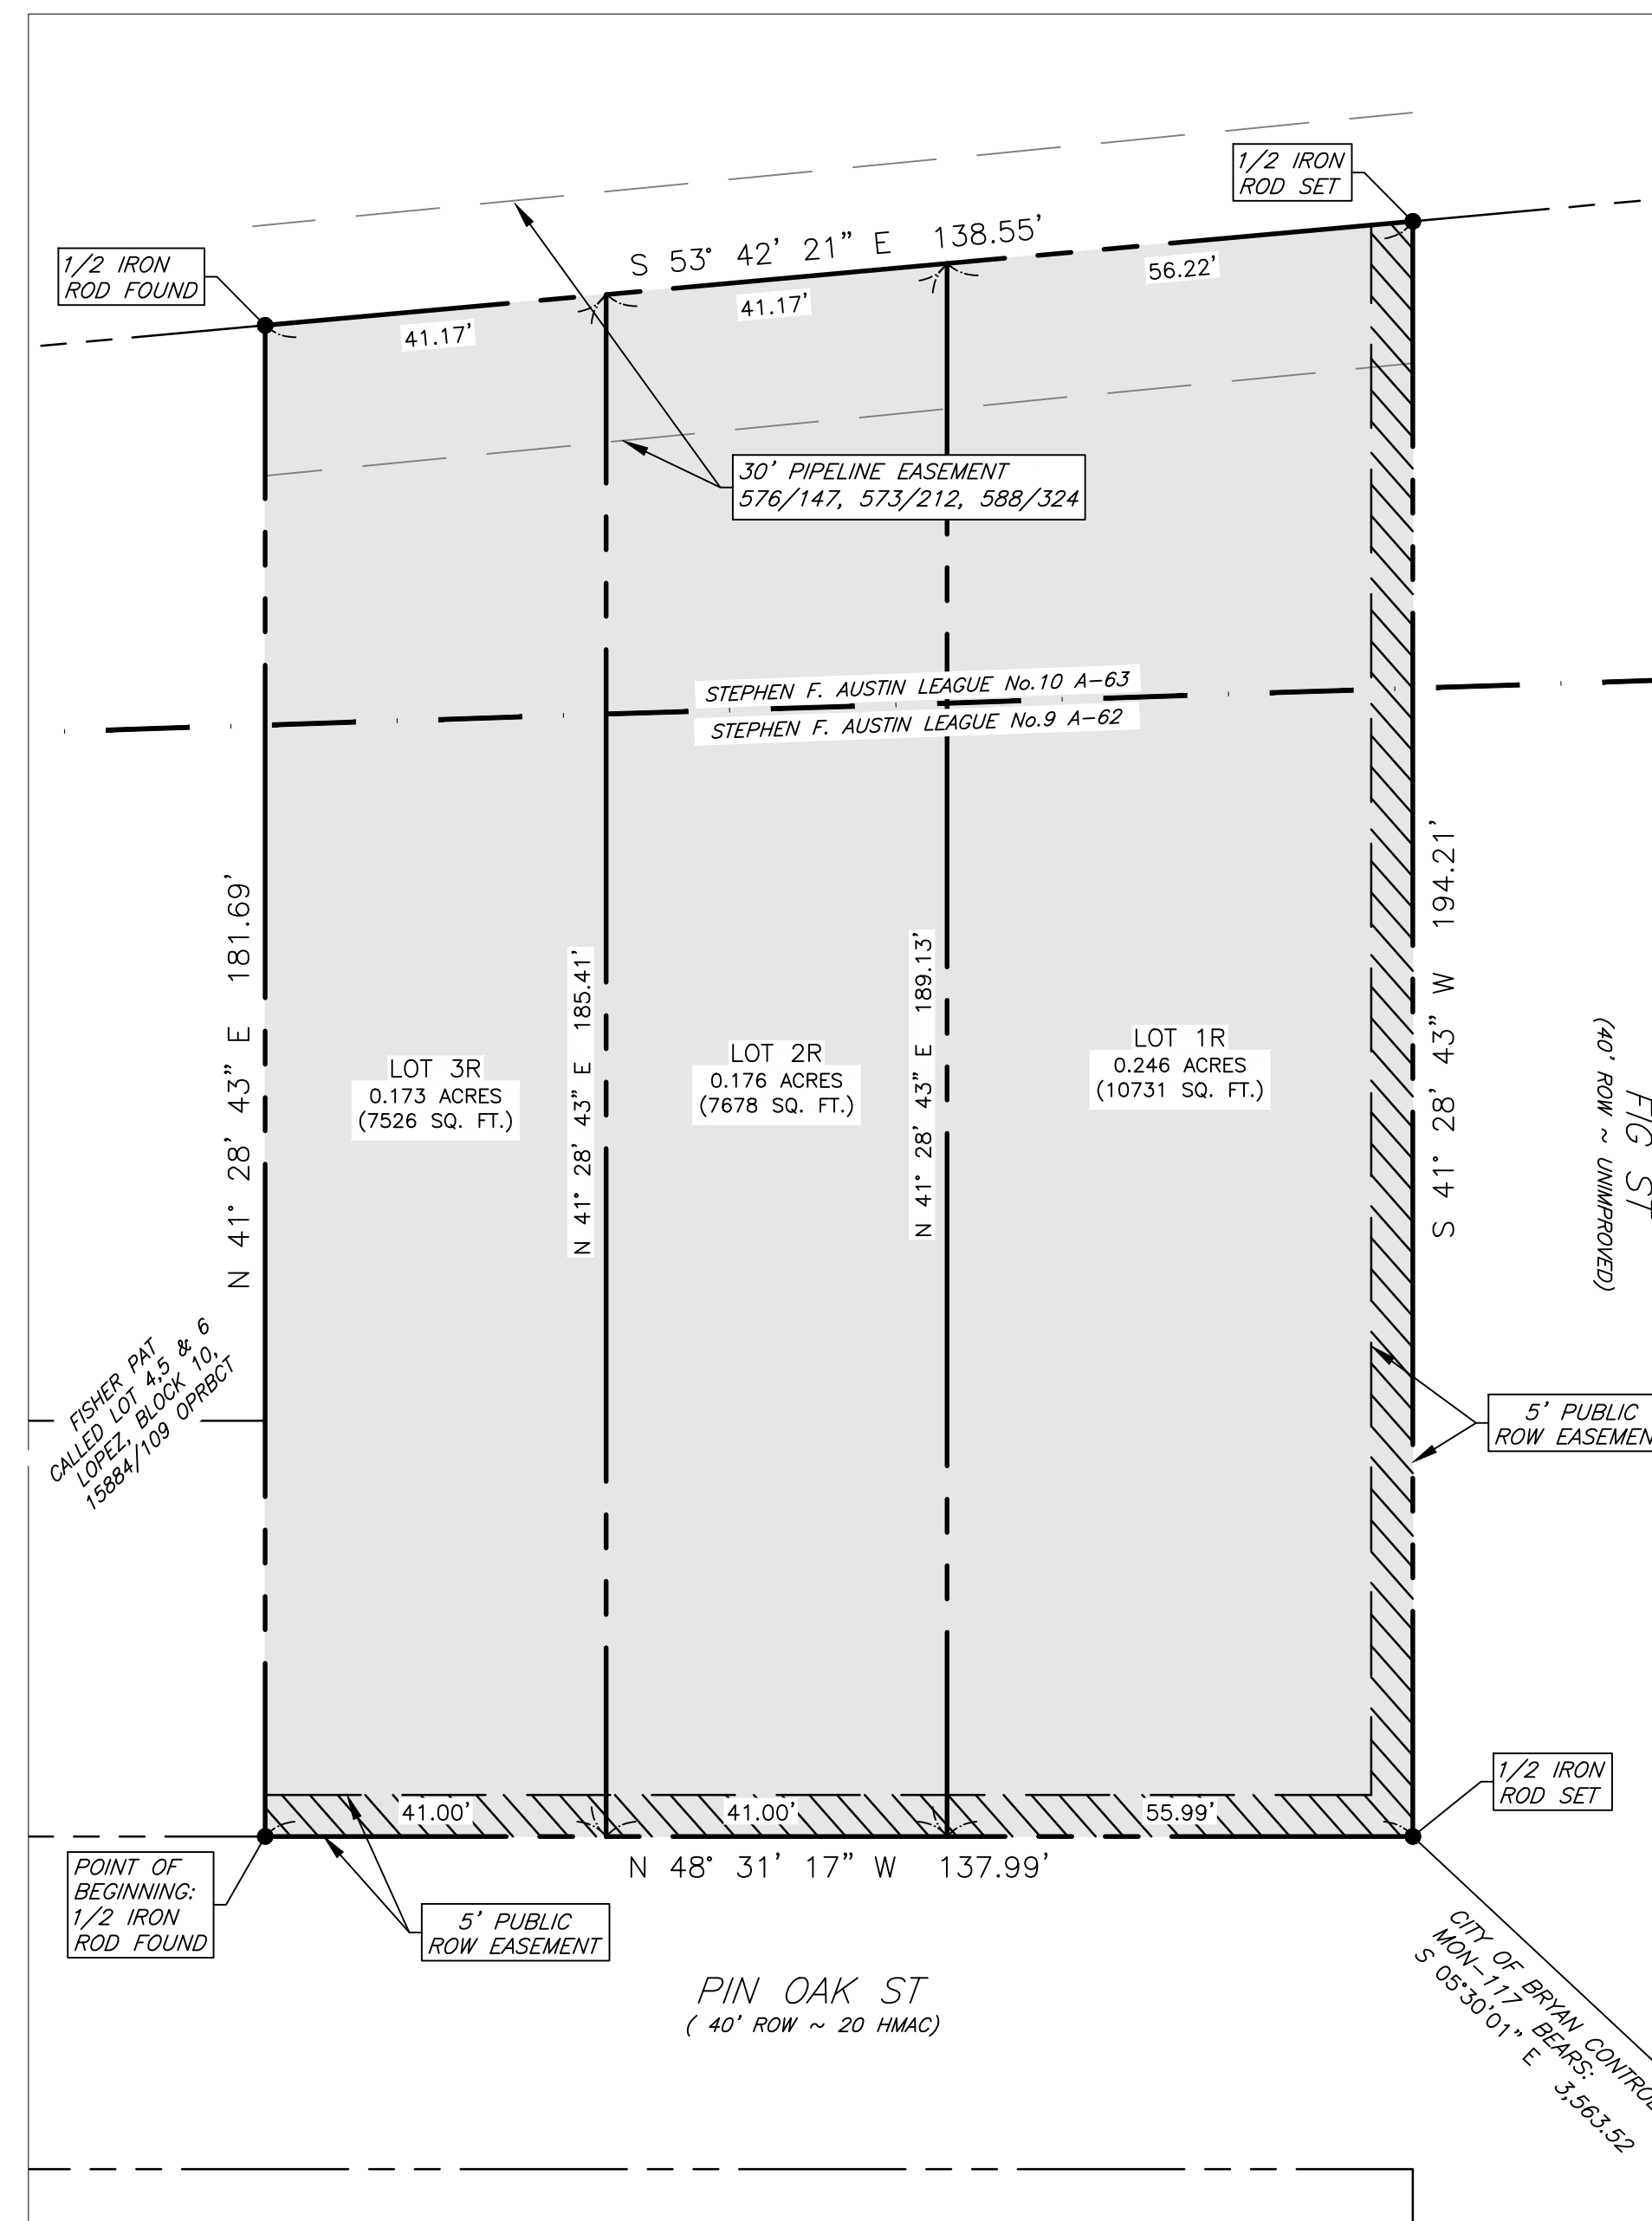 1/2 IRON
ROD SET
S 53° 42' 21" E 138.55'
1/2 IRON
ROD FOUND
56.22'
41.17'
41.17'
30' PIPELINE EASEMENT
576/147, 573/212, 588/324
STEPHEN F. AUSTIN LEAGUE No.10 A-63
STEPHEN F. AUSTIN LEAGUE No.9 A-62
N 41° 28' 43" E 181.69'
N 41° 28' 43" E 185.41'
N 41° 28' 43" E 189.13'
S 41° 28' 43" W 194.21'
LOT 3R
0.173 ACRES
(7526 SQ. FT.)
LOT 2R
0.176 ACRES
(7678 SQ. FT.)
LOT 1R
0.246 ACRES
(10731 SQ. FT.)
FIG ST
(40' ROW ~ UNIMPROVED)
FISHER PAT
CALLED LOT 4,5 & 6
LOPEZ, BLOCK 10,
15884/109 OPRBCT
5' PUBLIC
ROW EASEMEN
1/2 IRON
ROD SET
41.00'
41.00'
55.99'
N 48° 31' 17" W 137.99'
POINT OF
BEGINNING:
1/2 IRON
ROD FOUND
5' PUBLIC
ROW EASEMENT
PIN OAK ST
( 40' ROW ~ 20 HMAC)
CITY OF BRYAN CONTROL
MON-117 BEARS:
S 05°30'01" E 3,563.52